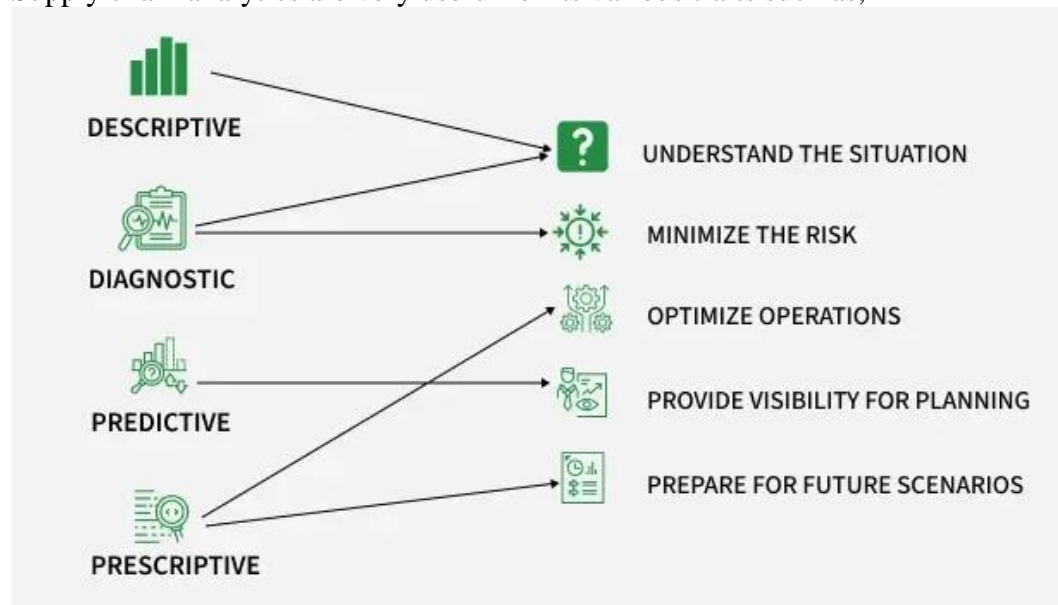 DESCRIPTIVE
UNDERSTAND THE SITUATION
DIAGNOSTIC
MINIMIZE THE RISK
OPTIMIZE OPERATIONS
PREDICTIVE
PROVIDE VISIBILITY FOR PLANNING
PRESCRIPTIVE
PREPARE FOR FUTURE SCENARIOS